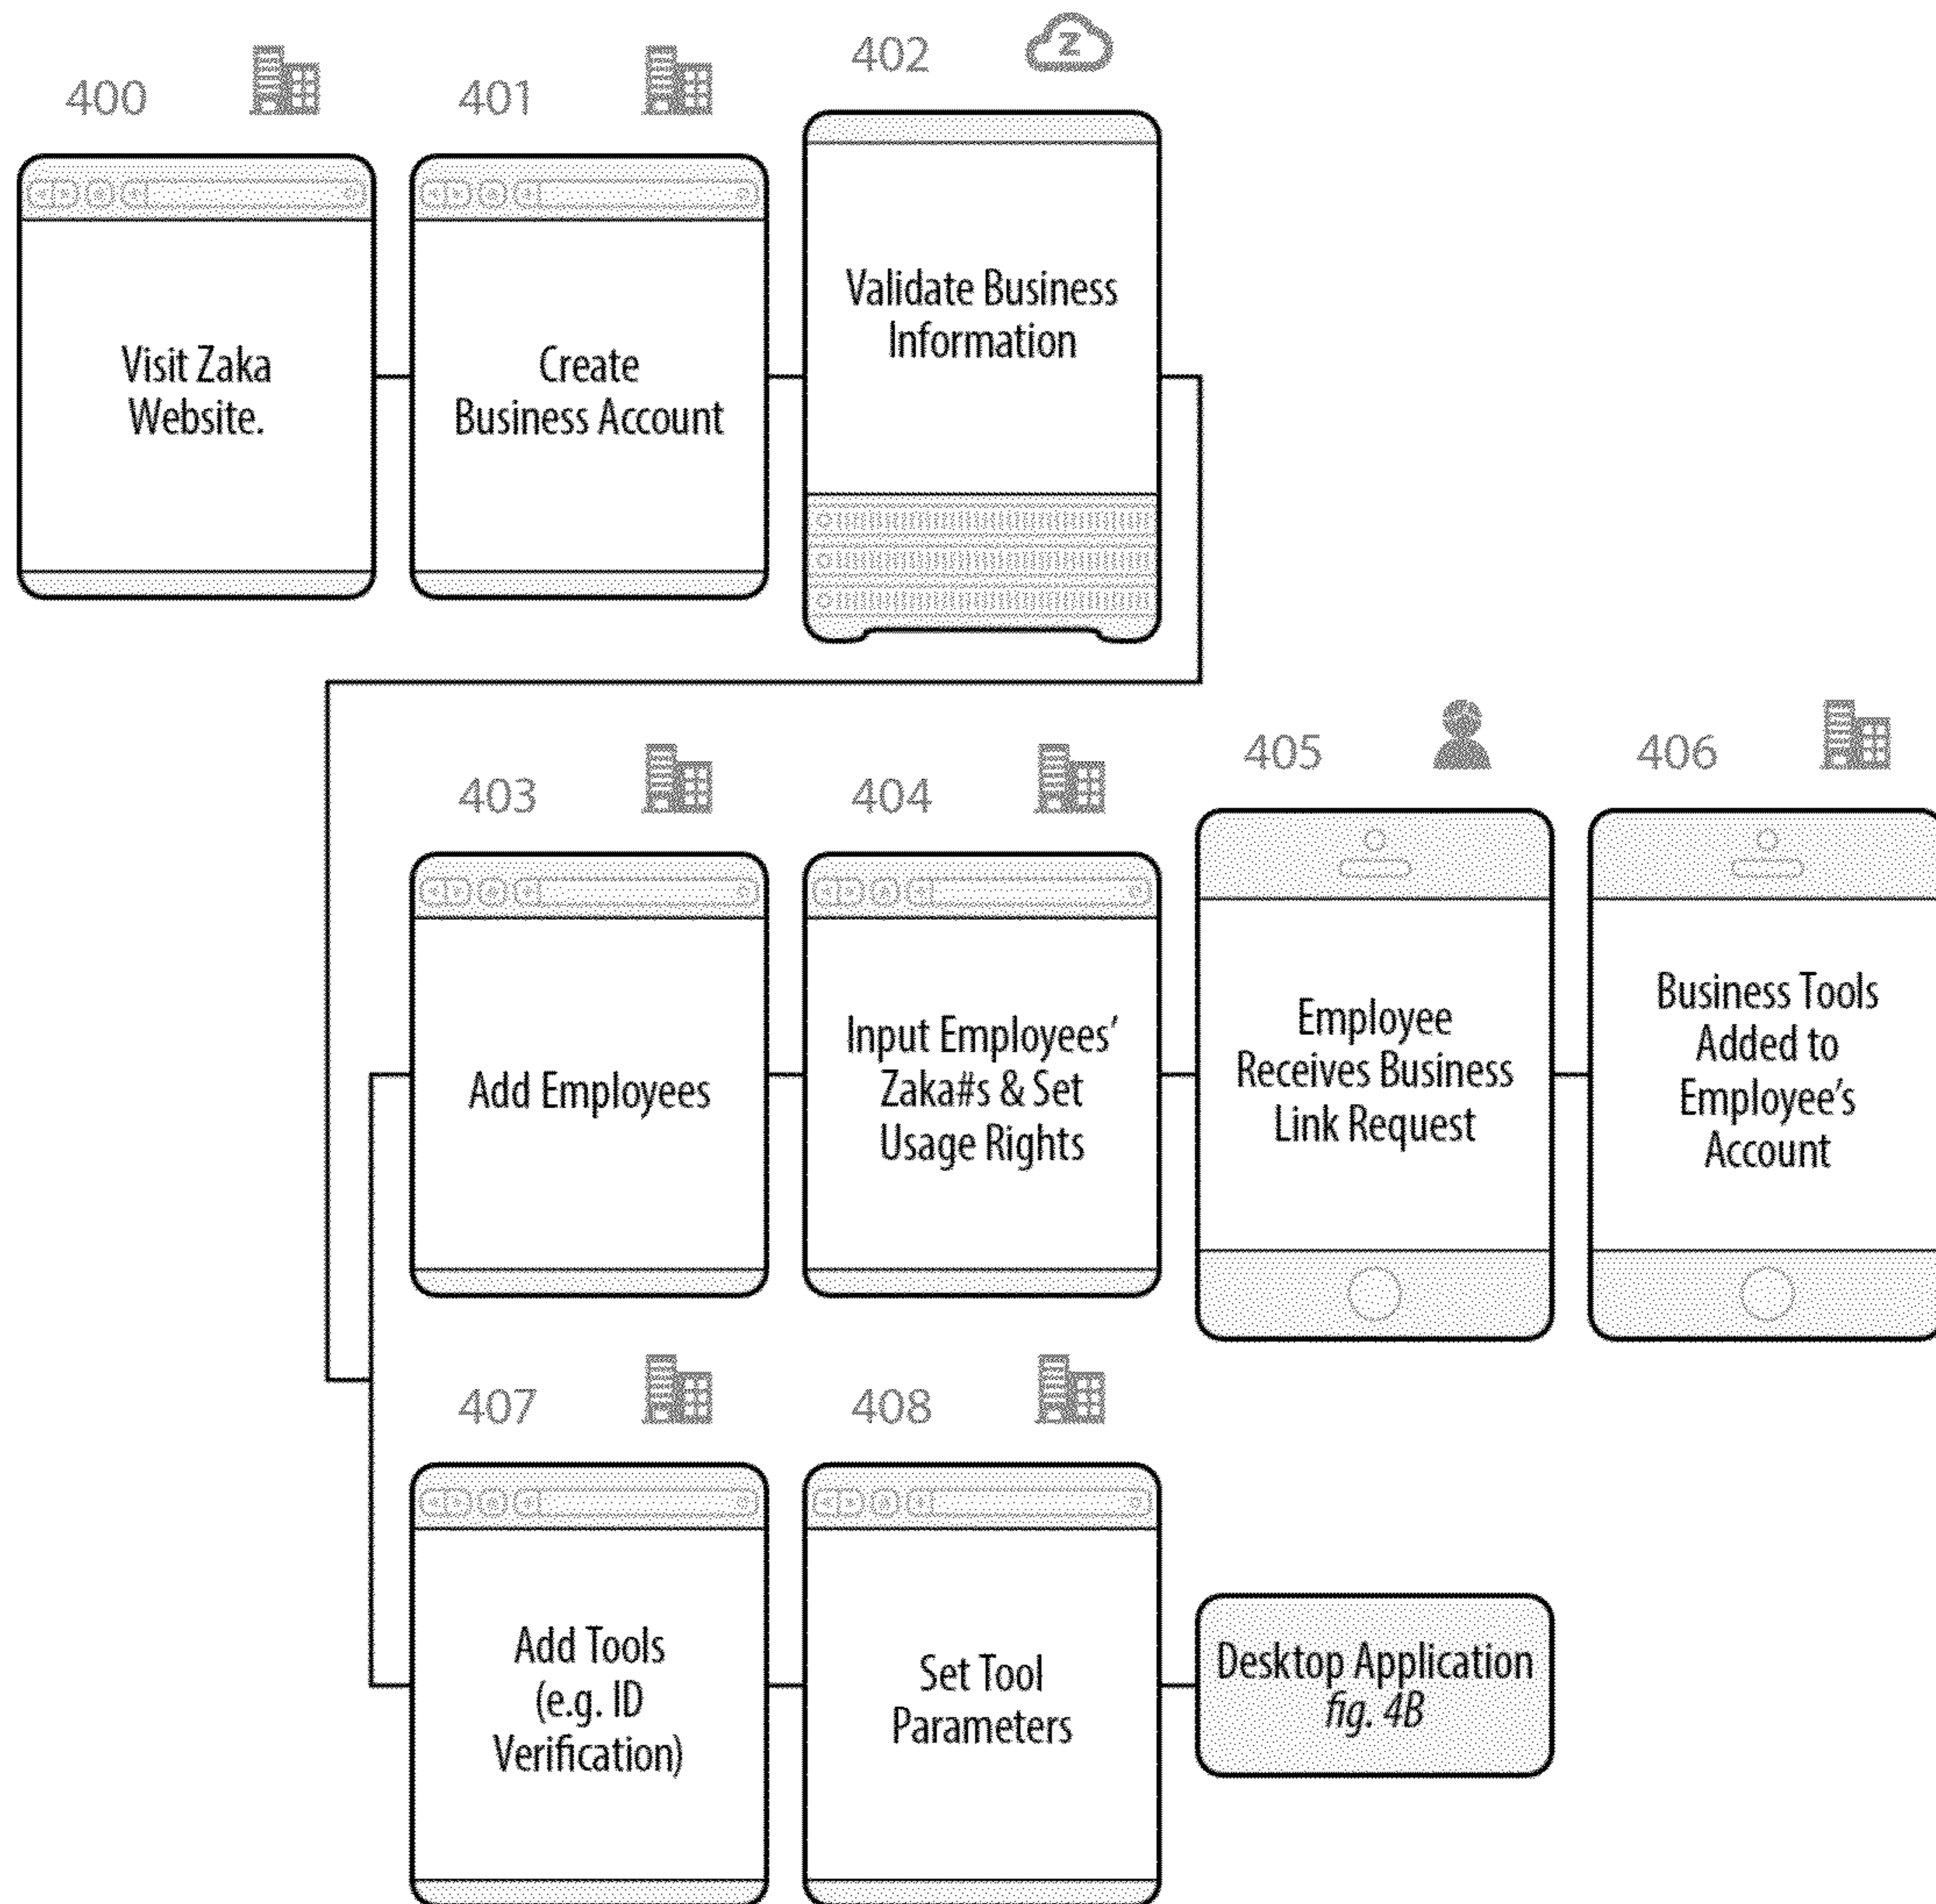 400
401
402
Z
Visit Zaka
Website.
Create
Business Account
Validate Business
Information
403
404
405
406
Add Employees
Input Employees’
Zaka#s & Set
Usage Rights
Employee
Receives Business
Link Request
Business Tools
Added to
Employee’s
Account
407
408
Add Tools
(e.g. ID
Verification)
Set Tool
Parameters
Desktop Application
fig. 4B